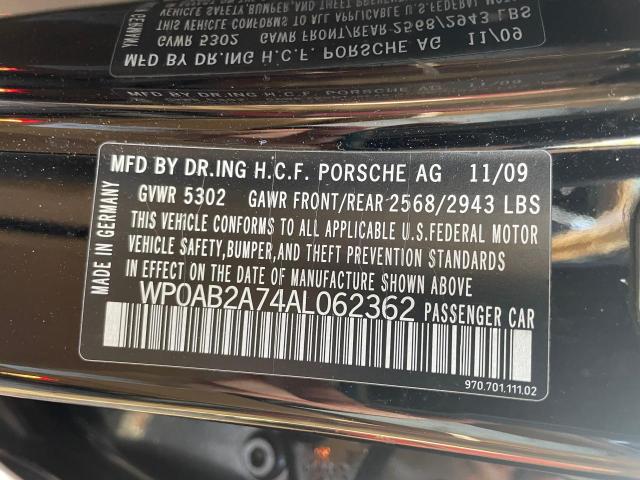 MFD BY DR.ING H.C.F. PORSCHE AG 11/09
GVWR 5302 GAWR FRONT/REAR 2568/2943 LBS
THIS VEHICLE CONFORMS TO ALL APPLICABLE U.S.FEDERAL MOTOR
VEHICLE SAFETY,BUMPER,AND THEFT PREVENTION STANDARDS
IN EFFECT ON THE DATE OF MANUFACTURE SHOWN ABOVE
WP0AB2A74AL062362 PASSENGER CAR
MADE IN GERMANY
970.701.111.02